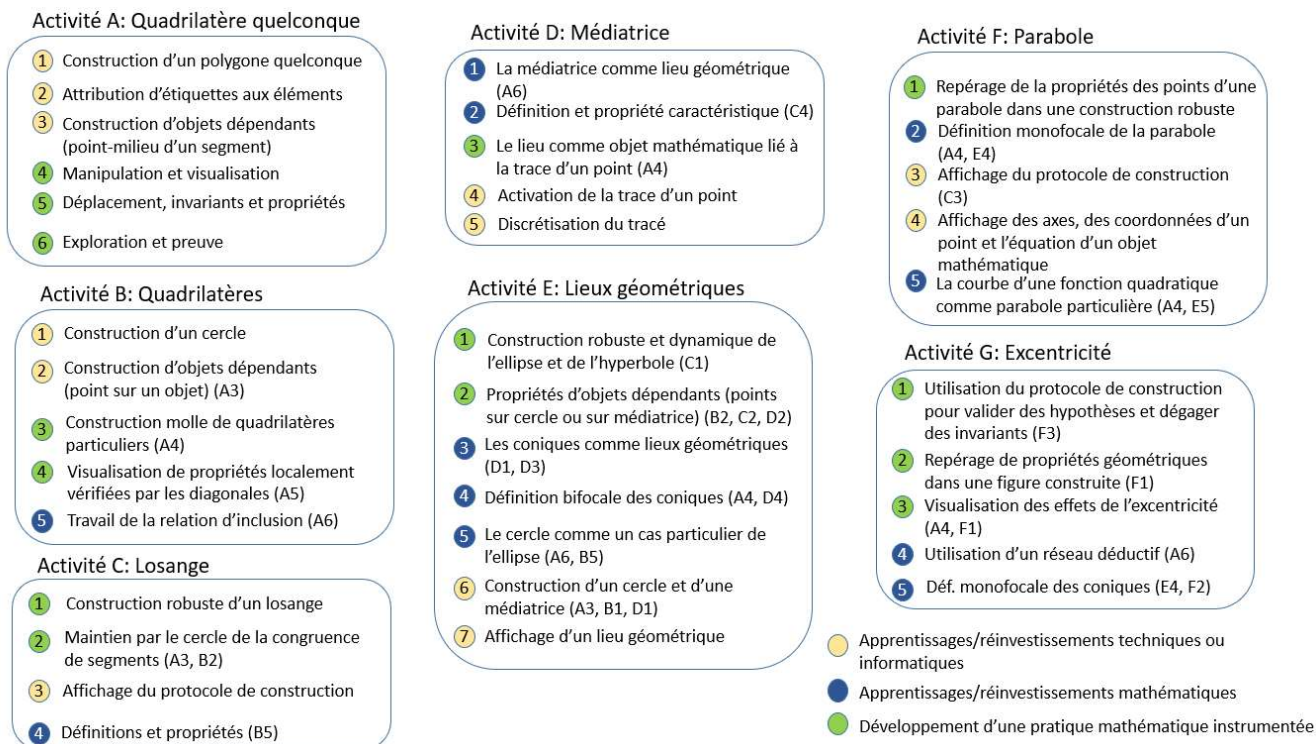 Activité A: Quadrilatère quelconque
1 Construction d'un polygone quelconque
2 Attribution d'étiquettes aux éléments
3 Construction d'objets dépendants
(point-milieu d'un segment)
4 Manipulation et visualisation
5 Déplacement, invariants et propriétés
6 Exploration et preuve
Activité B: Quadrilatères
1 Construction d'un cercle
2 Construction d'objets dépendants
(point sur un objet) (A3)
3 Construction molle de quadrilatères
particuliers (A4)
4 Visualisation de propriétés localement
vérifiées par les diagonales (A5)
5 Travail de la relation d'inclusion (A6)
Activité C: Losange
1 Construction robuste d'un losange
2 Maintien par le cercle de la congruence
de segments (A3, B2)
3 Affichage du protocole de construction
4 Définitions et propriétés (B5)
Activité D: Médiatrice
1 La médiatrice comme lieu géométrique
(A6)
2 Définition et propriété caractéristique (C4)
3 Le lieu comme objet mathématique lié à
la trace d'un point (A4)
4 Activation de la trace d'un point
5 Discrétisation du tracé
Activité E: Lieux géométriques
1 Construction robuste et dynamique de
l'ellipse et de l'hyperbole (C1)
2 Propriétés d'objets dépendants (points
sur cercle ou sur médiatrice) (B2, C2, D2)
3 Les coniques comme lieux géométriques
(D1, D3)
4 Définition bifocale des coniques (A4, D4)
5 Le cercle comme un cas particulier de
l'ellipse (A6, B5)
6 Construction d'un cercle et d'une
médiatrice (A3, B1, D1)
7 Affichage d'un lieu géométrique
Activité F: Parabole
1 Repérage de la propriétés des points d'une
parabole dans une construction robuste
2 Définition monofocale de la parabole
(A4, E4)
3 Affichage du protocole de construction
(C3)
4 Affichage des axes, des coordonnées d'un
point et l'équation d'un objet
mathématique
5 La courbe d'une fonction quadratique
comme parabole particulière (A4, E5)
Activité G: Excentricité
1 Utilisation du protocole de construction
pour valider des hypothèses et dégager
des invariants (F3)
2 Repérage de propriétés géométriques
dans une figure construite (F1)
3 Visualisation des effets de l'excentricité
(A4, F1)
4 Utilisation d'un réseau déductif (A6)
5 Déf. monofocale des coniques (E4, F2)
Apprentissages/réinvestissements techniques ou
informatiques
Apprentissages/réinvestissements mathématiques
Développement d'une pratique mathématique instrumentée